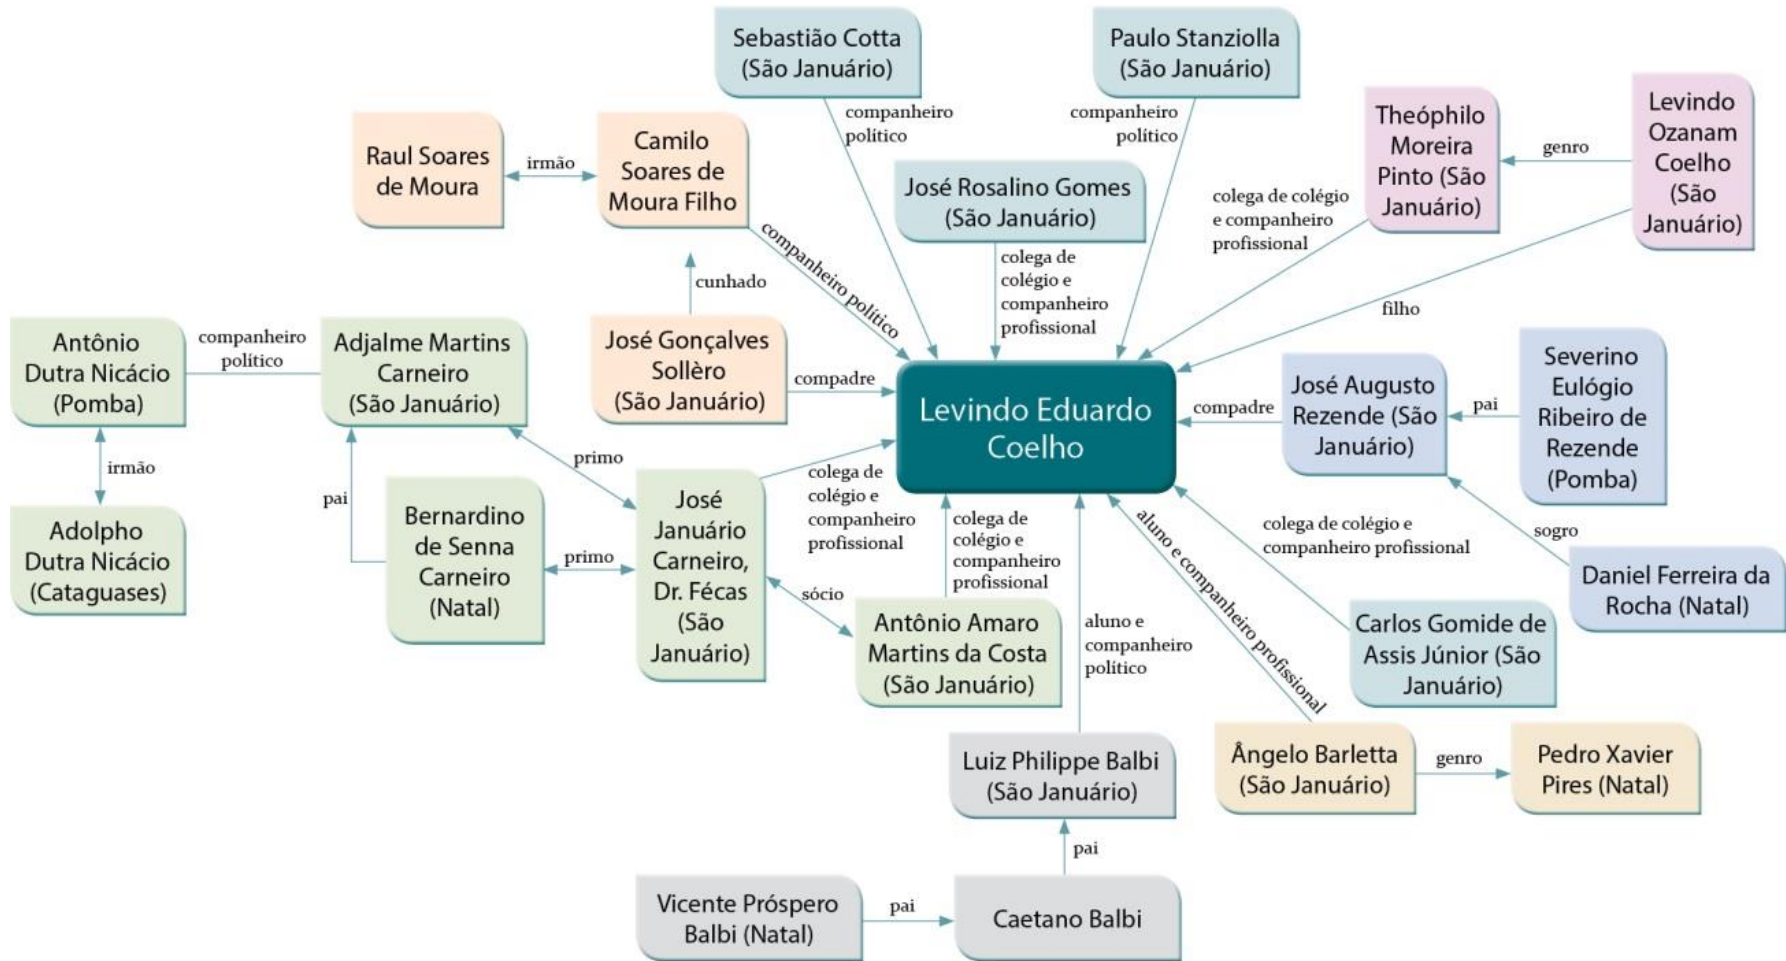 Sebastião Cotta
(São Januário)
Paulo Stanziolla
(São Januário)
companheiro
político
companheiro
político
Raul Soares
de Moura
irmão
Camilo
Soares de
Moura Filho
José Rosalino Gomes
(São Januário)
Theóphilo
Moreira
Pinto (São
Januário)
genro
Levindo
Ozanam
Coelho
(São
Januário)
colega de colégio
e companheiro
profissional
companheiro político
colega de
colégio e
companheiro
profissional
cunhado
filho
Antônio
Dutra Nicácio
(Pomba)
companheiro
político
Adjalme Martins
Carneiro
(São Januário)
José Gonçalves
Sollèro
(São Januário)
compadre
Levindo Eduardo
Coelho
compadre
José Augusto
Rezende (São
Januário)
pai
Severino
Eulógio
Ribeiro de
Rezende
(Pomba)
irmão
pai
primo
Adolpho
Dutra Nicácio
(Cataguases)
Bernardino
de Senna
Carneiro
(Natal)
primo
José
Januário
Carneiro,
Dr. Fécas
(São
Januário)
colega de
colégio e
companheiro
profissional
colega de
colégio e
companheiro
profissional
sócio
Antônio Amaro
Martins da Costa
(São Januário)
aluno e
companheiro
político
aluno e companheiro profissional
colega de colégio e
companheiro profissional
sogro
Daniel Ferreira da
Rocha (Natal)
Carlos Gomide de
Assis Júnior (São
Januário)
Luiz Philippe Balbi
(São Januário)
Ângelo Barletta
(São Januário)
genro
Pedro Xavier
Pires (Natal)
pai
Vicente Próspero
Balbi (Natal)
pai
Caetano Balbi